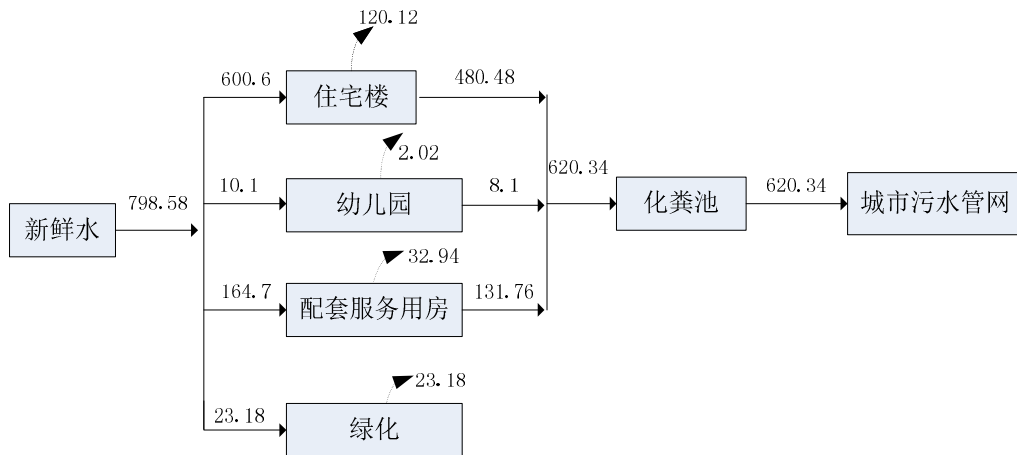 120.12
600.6
住宅楼
480.48
2.02
10.1
幼儿园
8.1
620.34
化粪池
620.34
城市污水管网
798.58
新鲜水
32.94
164.7
配套服务用房
131.76
23.18
23.18
绿化